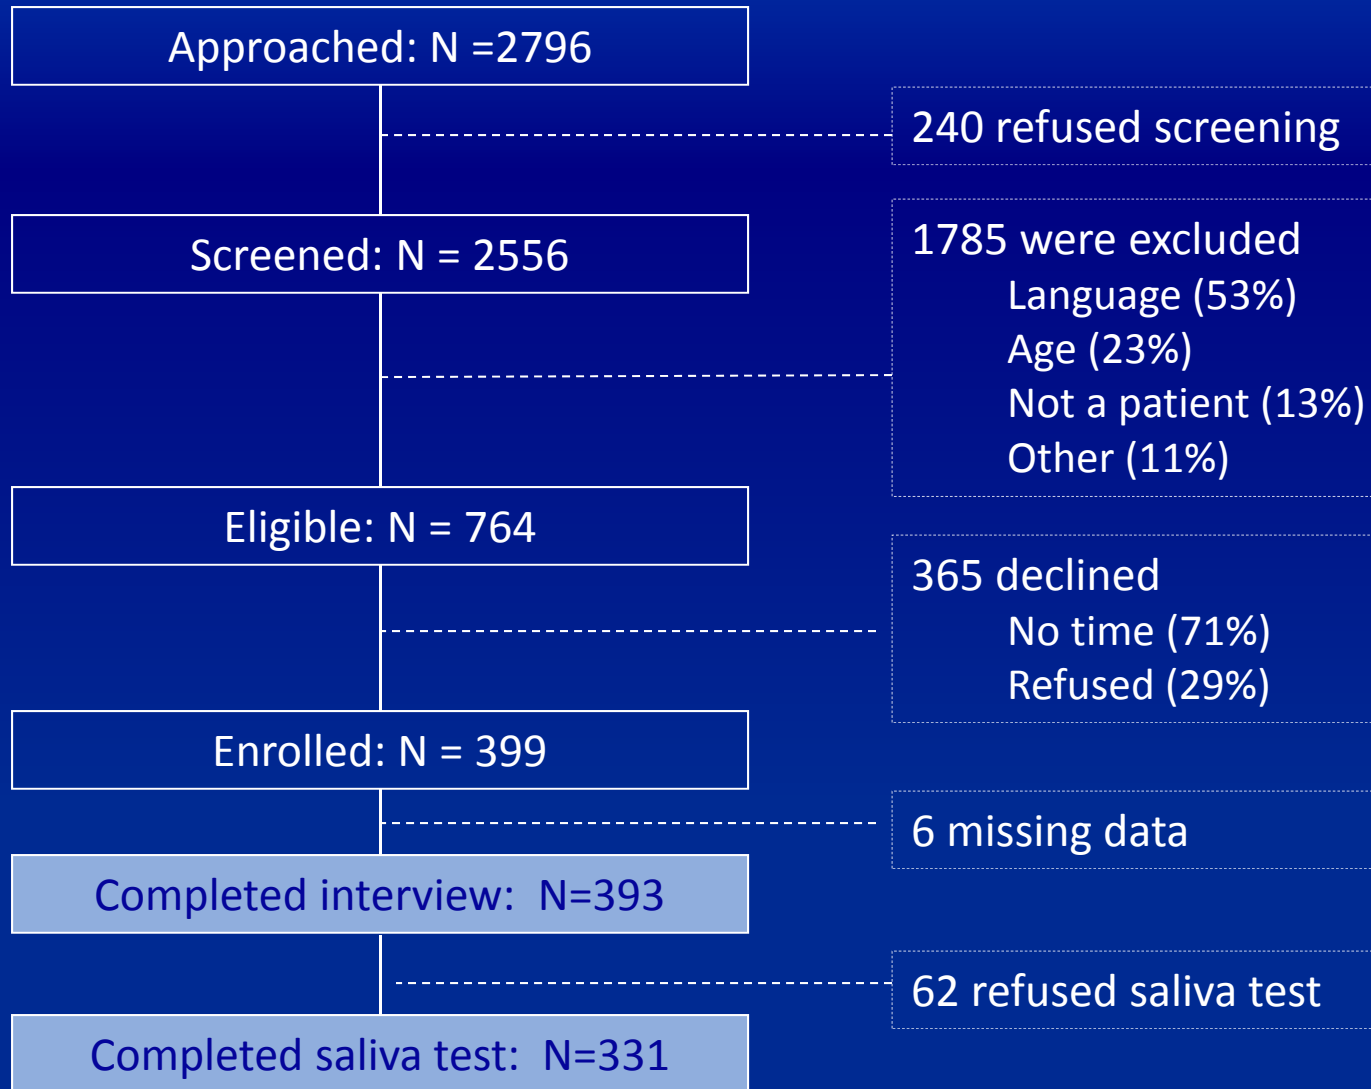 Approached: N =2796
240 refused screening
Screened: N = 2556
1785 were excluded
Language (53%)
Age (23%)
Not a patient (13%)
Other (11%)
Eligible: N = 764
365 declined
No time (71%)
Refused (29%)
Enrolled: N = 399
6 missing data
Completed interview:  N=393
62 refused saliva test
Completed saliva test:  N=331